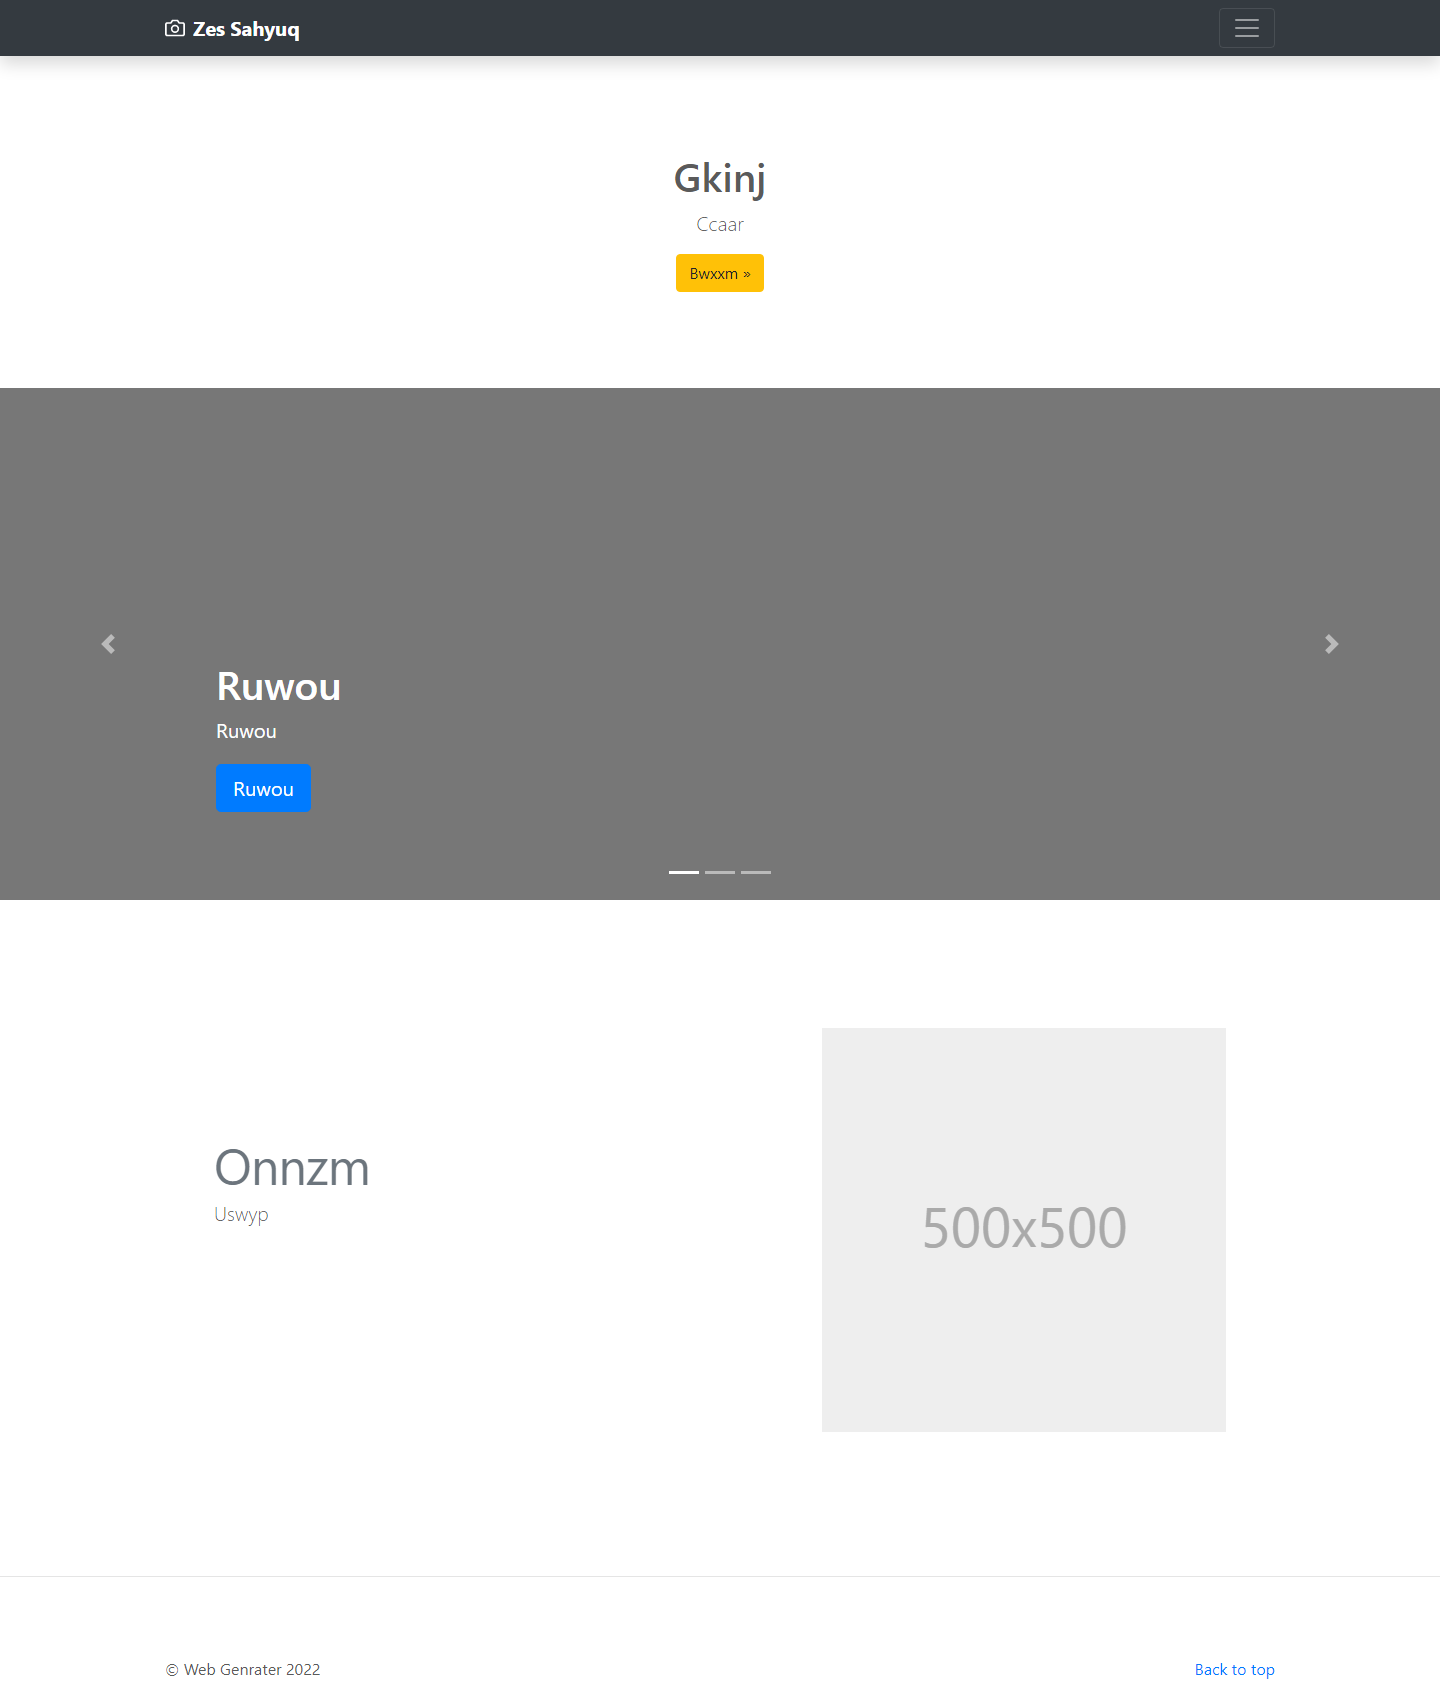 Zes Sahyuq
Gkinj
Ccaar
Bwxxm »
Ruwou
Ruwou
Ruwou
Onnzm
Uswyp
500x500
© Web Genrater 2022
Back to top